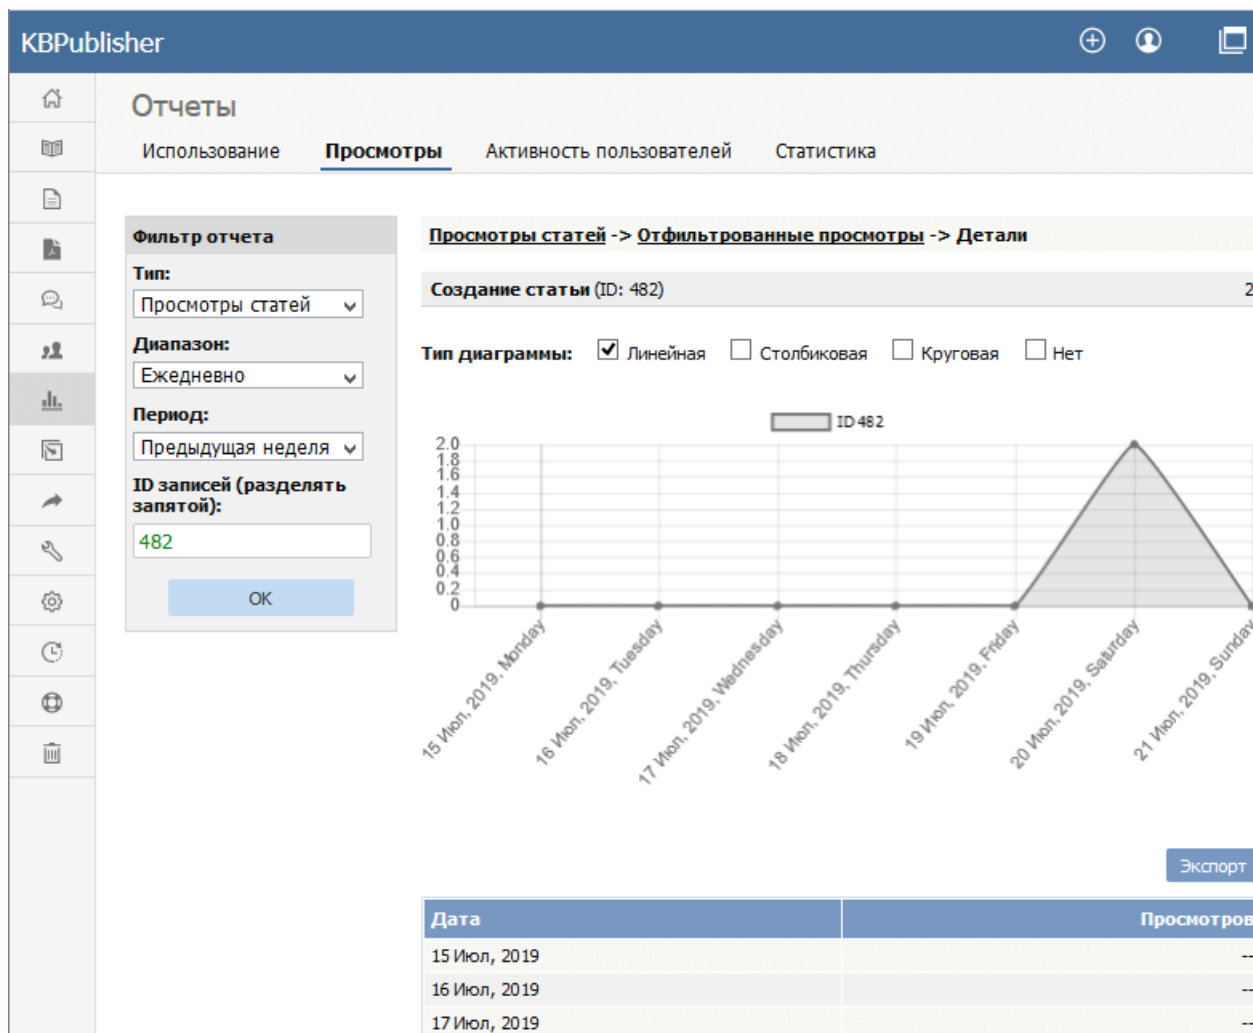 KBPublisher
Отчеты
Использование Просмотры Активность пользователей Статистика
Фильтр отчета
Тип:
Просмотры статей
Диапазон:
Ежедневно
Период:
Предыдущая неделя
ID записей (разделять
запятой):
482
OK
Просмотры статей -> Отфильтрованные просмотры -> Детали
Создание статьи (ID: 482) 2
Тип диаграммы: Линейная Столбиковая Круговая Нет
ID 482
2.0
1.8
1.6
1.4
1.2
1.0
0.8
0.6
0.4
0.2
0
15 Июл, 2019, Monday
16 Июл, 2019, Tuesday
17 Июл, 2019, Wednesday
18 Июл, 2019, Thursday
19 Июл, 2019, Friday
20 Июл, 2019, Saturday
21 Июл, 2019, Sunday
Экспорт
Дата Просмотров
15 Июл, 2019 --
16 Июл, 2019 --
17 Июл, 2019 --